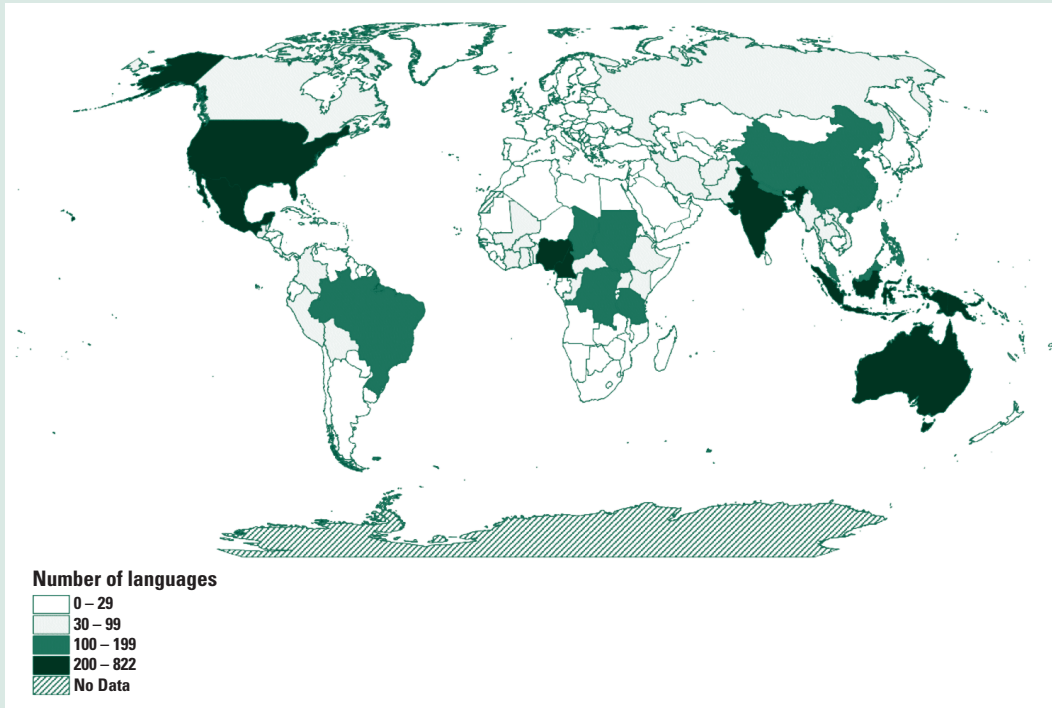 Number of languages
0 – 29
30 – 99
100 – 199
200 – 822
No Data